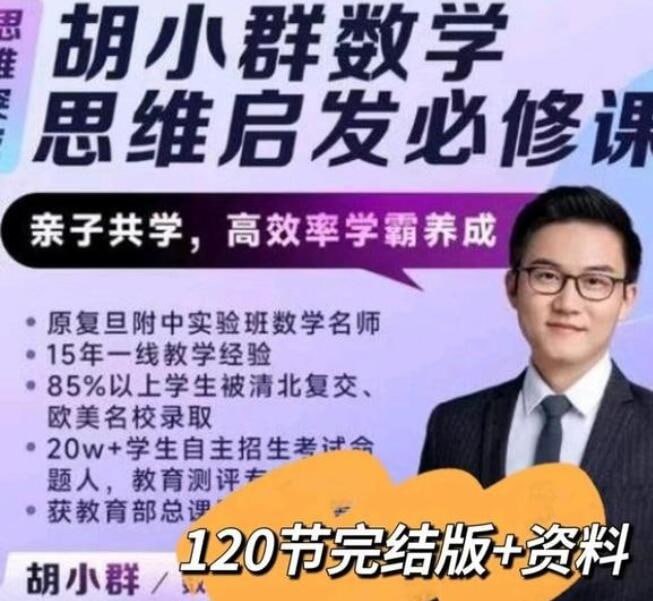 胡小群数学
思维启发必修课
思维
亲子共学，高效率学霸养成
原复旦附中实验班数学名师
15年一线教学经验
85%以上学生被清北复交、
欧美名校录取
20w+学生自主招生考试命
题人，教育测评
获教育部总课
120节完结版+资料
胡小群 /